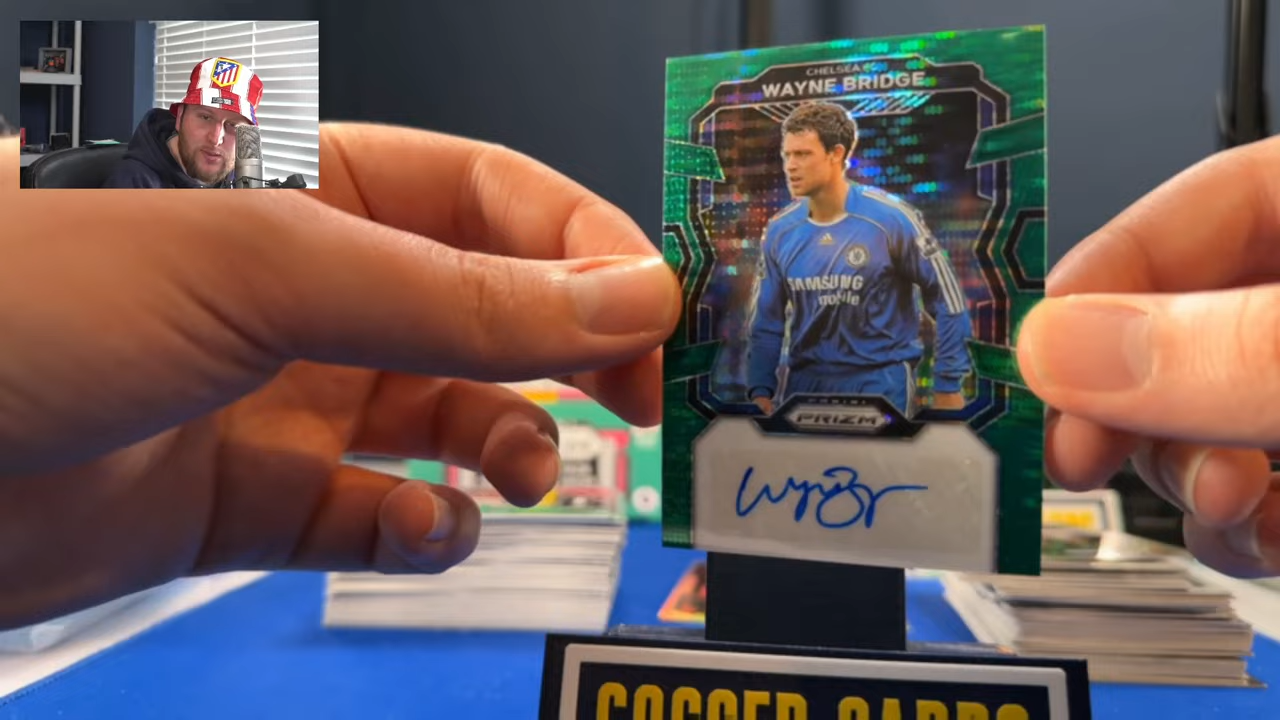 CHELSEA FC
WAYNE BRIDGE
SAMSUNG
mobile
PANINI
PRIZM
SOCCER CARDS